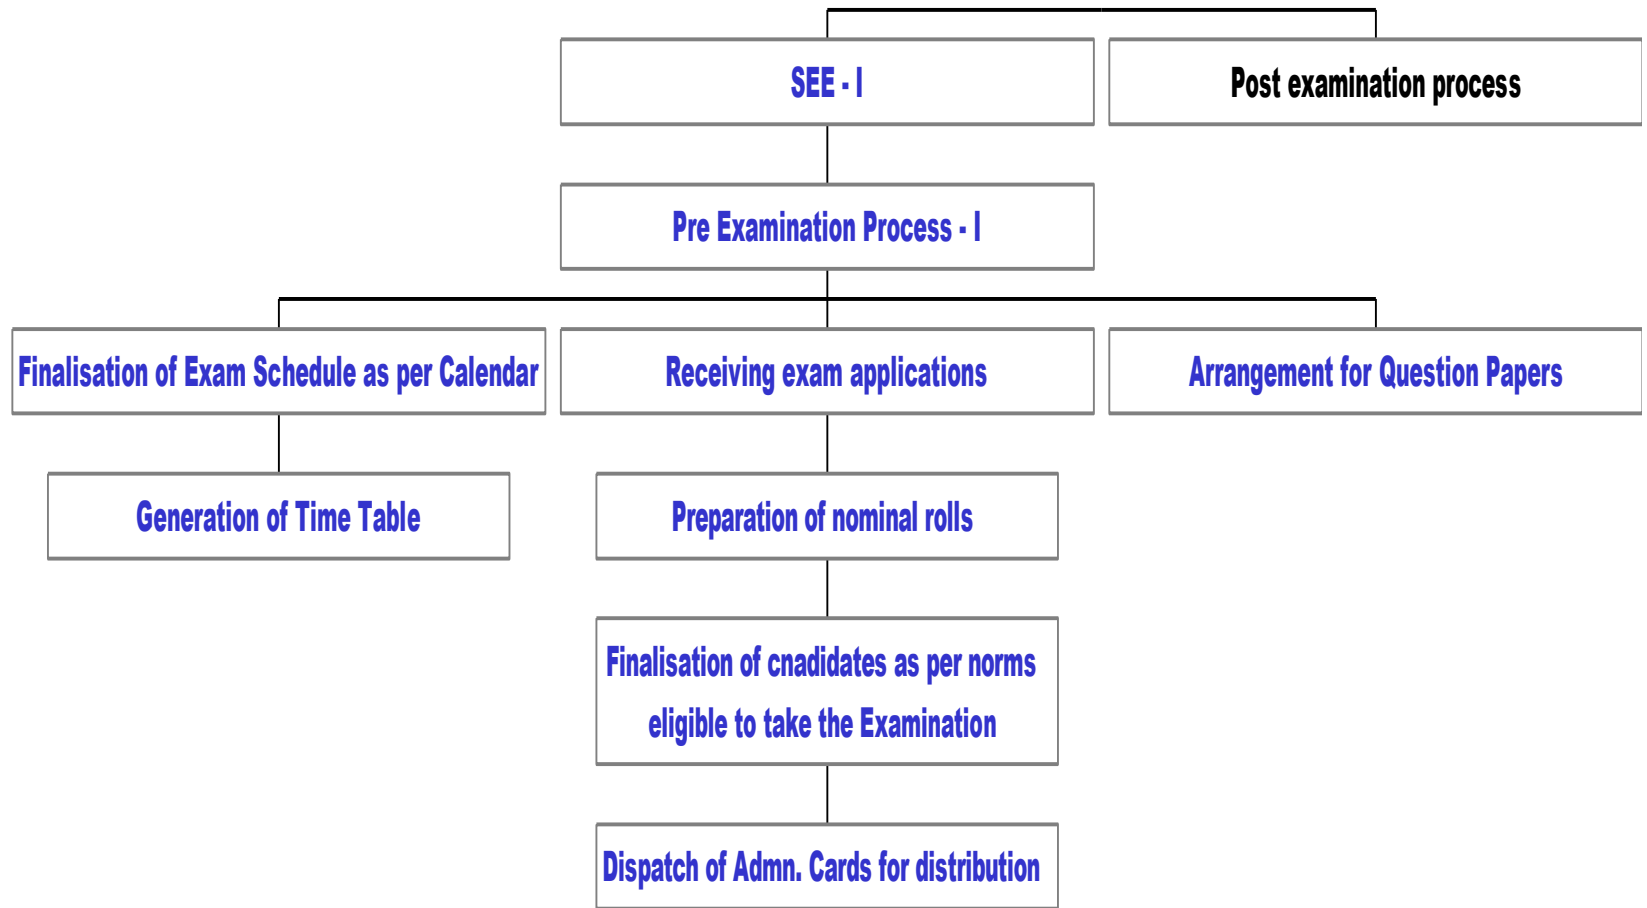 SEE - I
Post examination process
Pre Examination Process - I
Finalisation of Exam Schedule as per Calendar
Receiving exam applications
Arrangement for Question Papers
Generation of Time Table
Preparation of nominal rolls
Finalisation of cnadidates as per norms
eligible to take the Examination
Dispatch of Admn. Cards for distribution